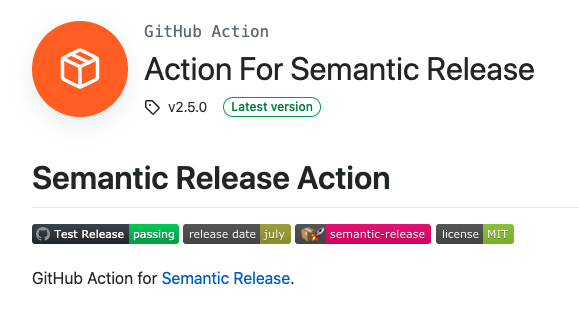 GitHub Action
Action For Semantic Release
v2.5.0 Latest version
Semantic Release Action
Test Release passing release date july semantic-release license MIT
GitHub Action for Semantic Release.